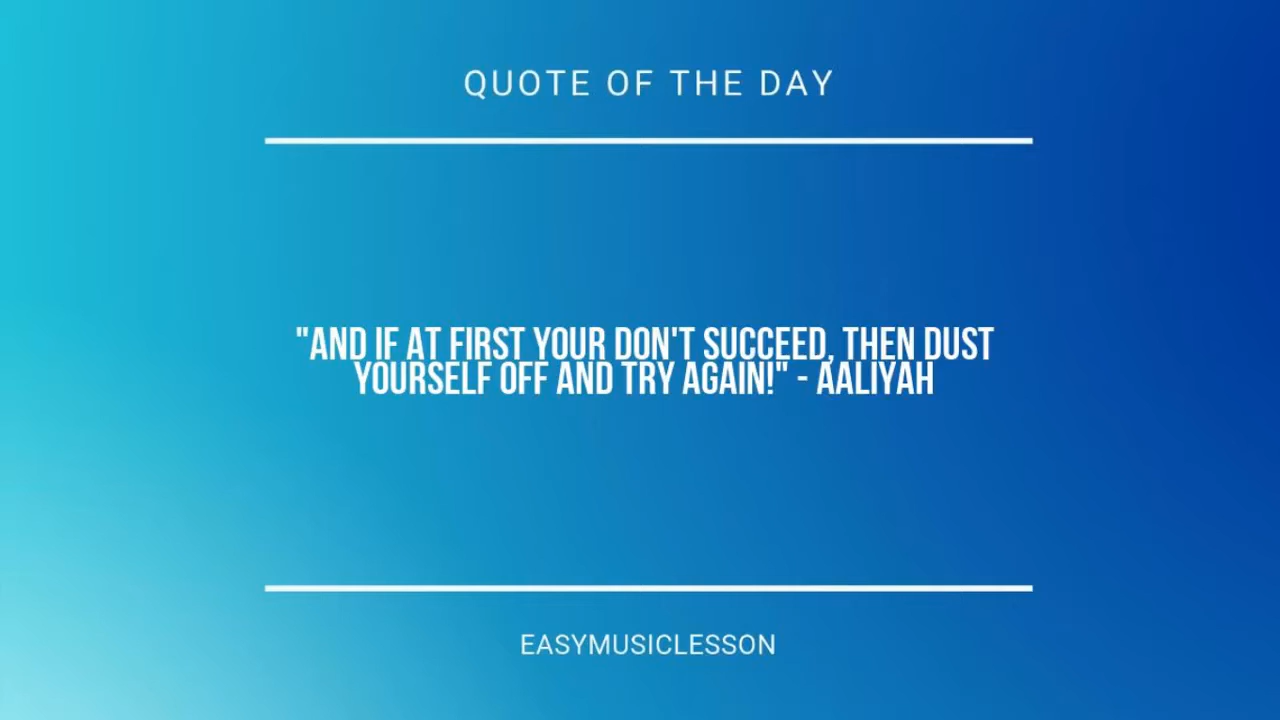 QUOTE OF THE DAY
"AND IF AT FIRST YOUR DON'T SUCCEED, THEN DUST
YOURSELF OFF AND TRY AGAIN!" - AALIYAH
EASYMUSICLESSON